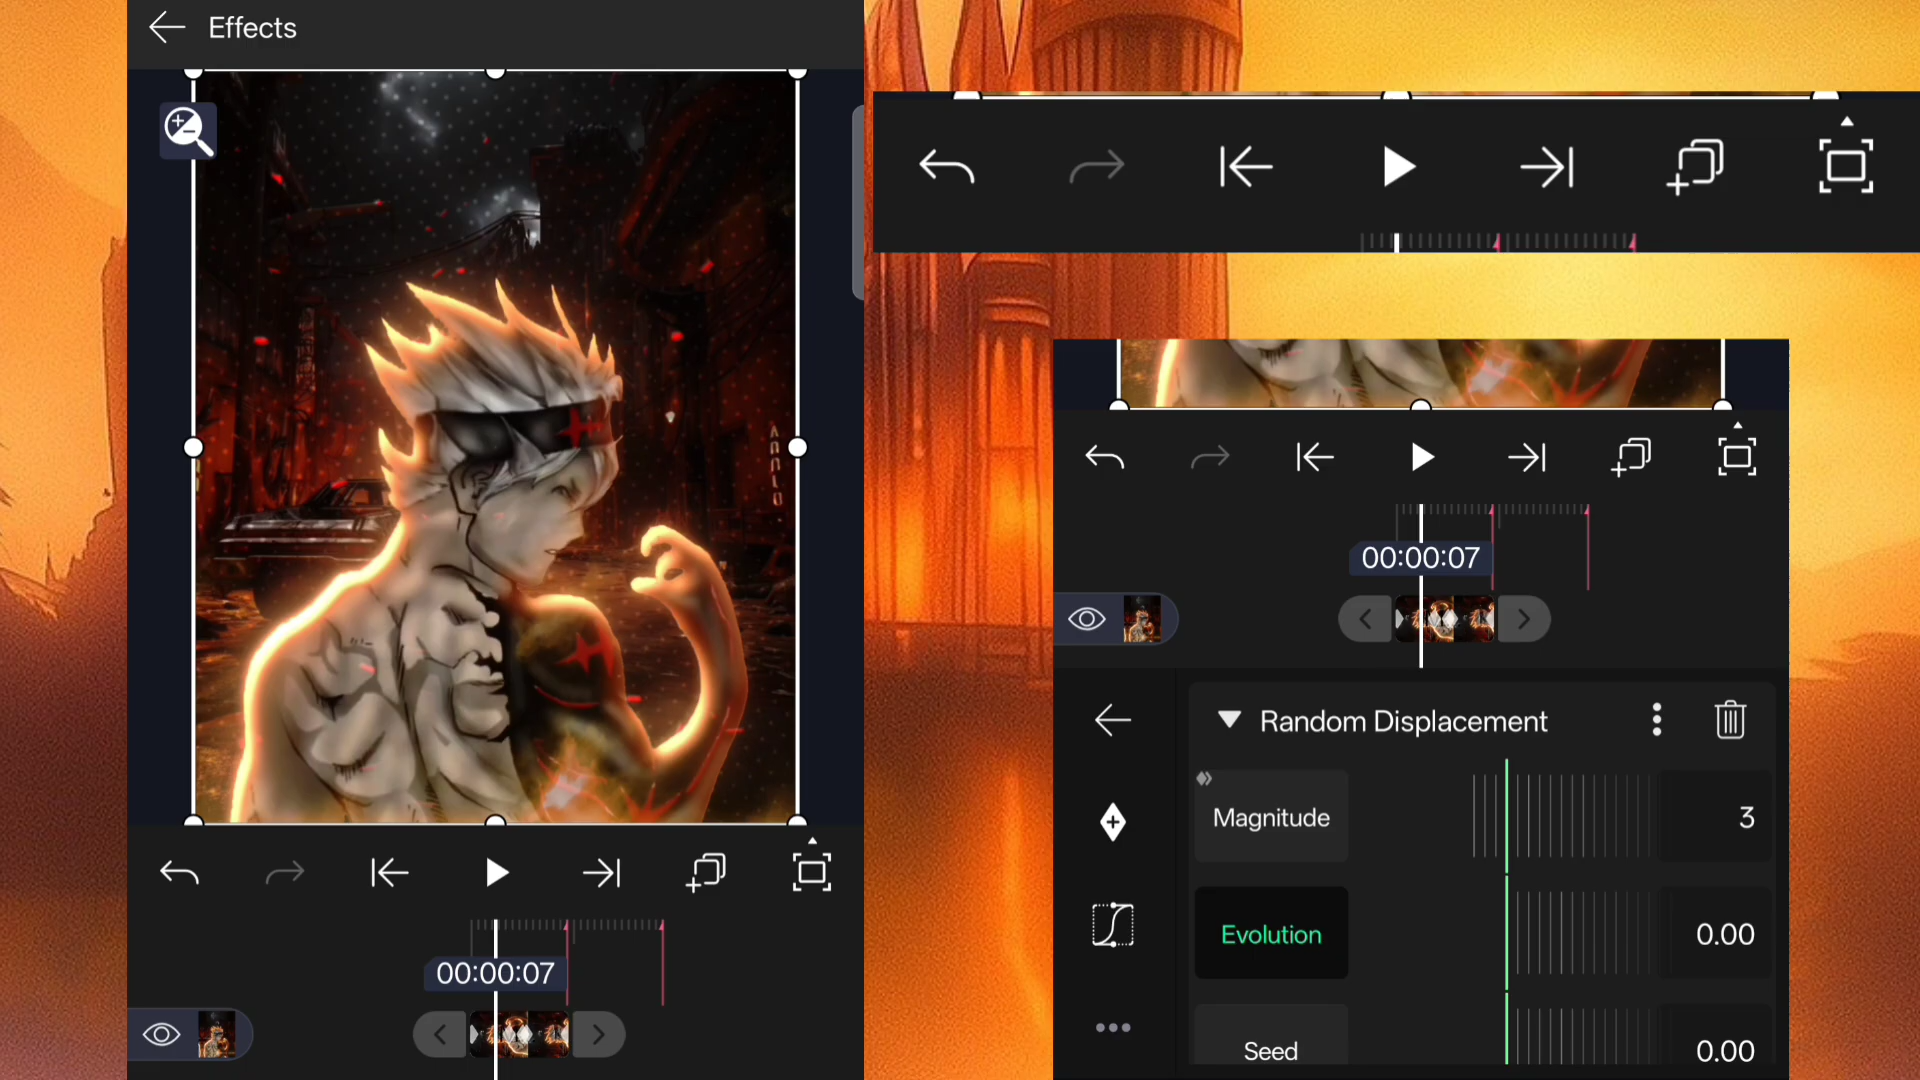 Effects
00:00:07
00:00:07
Random Displacement
Magnitude
3
Evolution
0.00
Seed
0.00